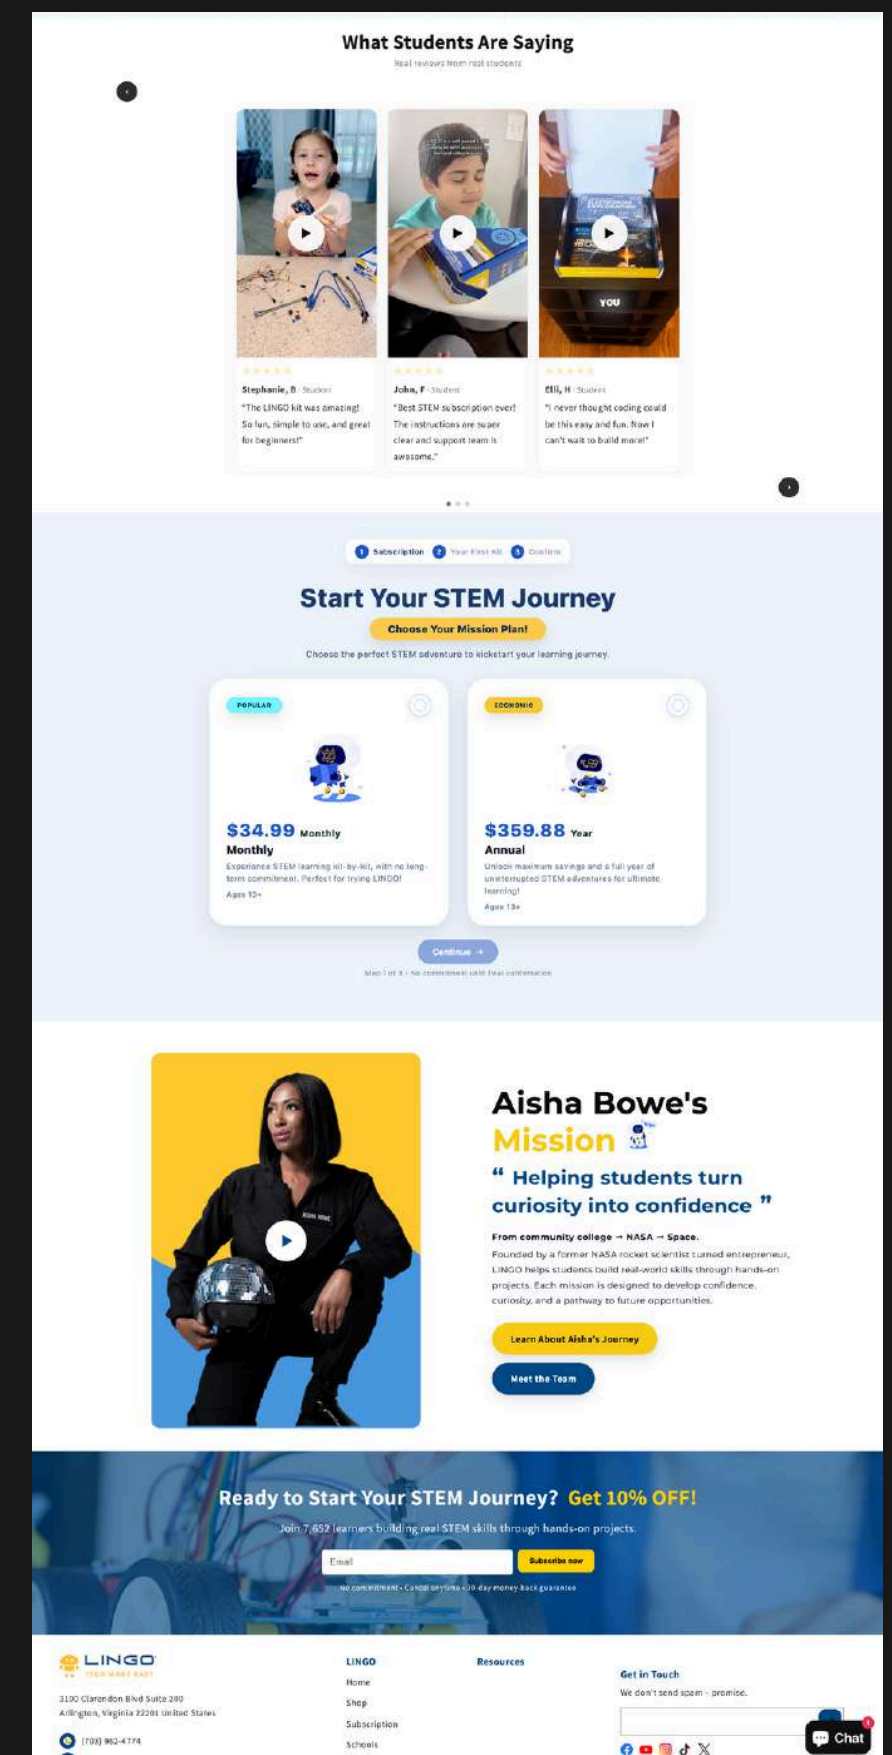 What Students Are Saying
Real reviews from real students
YOU
Stephanie, B · Student
"The LINGO kit was amazing!
So fun, simple to use, and great
for beginners!"
John, F · Student
"Best STEM subscription ever!
The instructions are super
clear and support team is
awesome."
Elli, H · Student
"I never thought coding could
be this easy and fun. Now I
can't wait to build more!"
1 Subscription 2 Your First Kit 3 Confirm
Start Your STEM Journey
Choose Your Mission Plan!
Choose the perfect STEM adventure to kickstart your learning journey.
POPULAR
$34.99 Monthly
Monthly
Experience STEM learning kit-by-kit, with no long-
term commitment. Perfect for trying LINGO!
Ages 13+
ECONOMIC
$359.88 Year
Annual
Unlock maximum savings and a full year of
uninterrupted STEM adventures for ultimate
learning!
Ages 13+
Continue →
Step 1 of 3 • No commitment until final confirmation
Aisha Bowe's
Mission
“ Helping students turn
curiosity into confidence ”
From community college → NASA → Space.
Founded by a former NASA rocket scientist turned entrepreneur,
LINGO helps students build real-world skills through hands-on
projects. Each mission is designed to develop confidence,
curiosity, and a pathway to future opportunities.
Learn About Aisha's Journey
Meet the Team
Ready to Start Your STEM Journey? Get 10% OFF!
Join 7,652 learners building real STEM skills through hands-on projects.
Email
Subscribe now
No commitment • Cancel anytime • 30-day money-back guarantee
LINGO
TECH MADE EASY
3100 Clarendon Blvd Suite 200
Arlington, Virginia 22201 United States
(703) 962-4774
LINGO
Home
Shop
Subscription
Schools
Resources
Get in Touch
We don't send spam – promise.
Chat
1